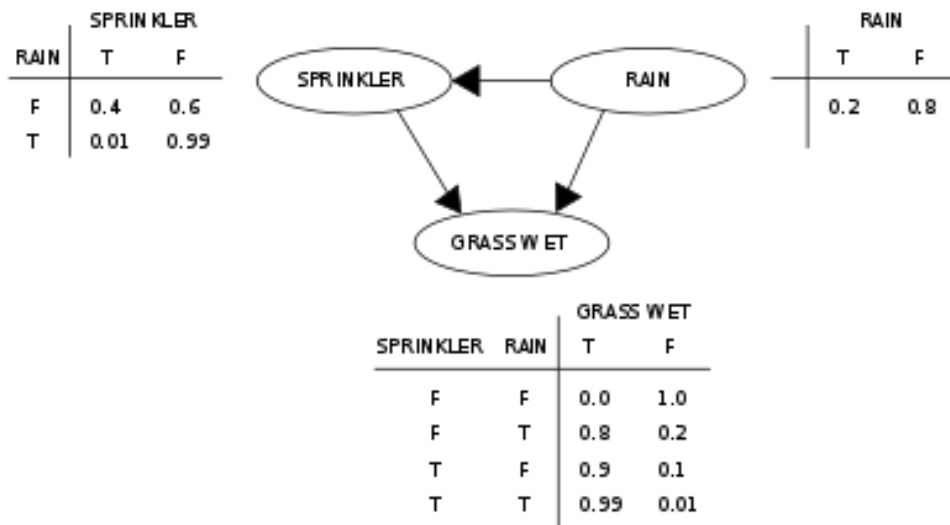 SPRINKLER
RAIN T F
F 0.4 0.6
T 0.01 0.99
SPRINKLER
RAIN
RAIN
T F
0.2 0.8
GRASS WET
GRASS WET
SPRINKLER RAIN T F
F F 0.0 1.0
F T 0.8 0.2
T F 0.9 0.1
T T 0.99 0.01